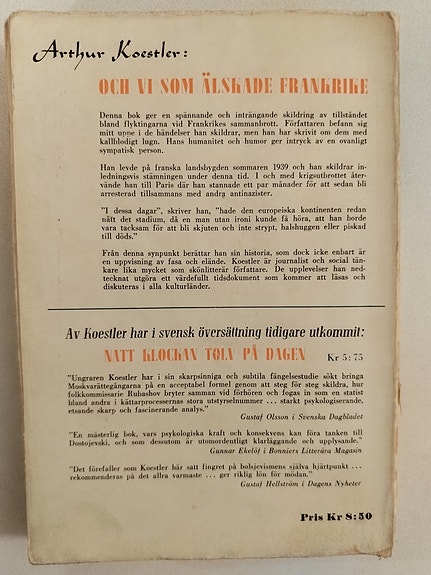 Arthur Koestler:
OCH VI SOM ÄLSKADE FRANKRIKE
Denna bok ger en spännande och inträngande skildring av tillståndet
bland flyktingarna vid Frankrikes sammanbrott. Författaren befann sig
mitt uppe i de händelser han skildrar, men han har skrivit om dem med
kallblodigt lugn. Hans humanitet och humor ger intryck av en ovanligt
sympatisk person.
Han levde på franska landsbygden sommaren 1939 och han skildrar in-
ledningsvis stämningen under denna tid. I och med krigsutbrottet åter-
vände han till Paris där han stannade ett par månader för att sedan bli
arresterad tillsammans med andra antinazister.
"I dessa dagar", skriver han, "hade den europeiska kontinenten redan
nått det stadium, då en man utan ironi kunde få höra, att han borde
vara tacksam för att bli skjuten och inte strypt, halshuggen eller piskad
till döds."
Från denna synpunkt berättar han sin historia, som dock icke enbart är
en uppvisning av fasa och elände. Koestler är journalist och social tän-
kare lika mycket som skönlitterär författare. De upplevelser han ned-
tecknat utgöra ett värdefullt tidsdokument som kommer att läsas och
diskuteras i alla kulturländer.
Av Koestler har i svensk översättning tidigare utkommit:
NATT KLOCKAN TOLV PÅ DAGEN Kr 5:75
"Ungraren Koestler har i sin skarpsinniga och subtila fängelsestudie sökt bringa
Moskvarättegångarna på en acceptabel formel genom att steg för steg skildra, hur
folkkommissarie Rubashov bryter samman vid förhören och fogas in som en statist
bland andra i kättarprocessernas stora utstyrselnummer ... starkt psykologiserande,
etsande skarp och fascinerande analys."
Gustaf Olsson i Svenska Dagbladet
"En mästerlig bok, vars psykologiska kraft och konsekvens kan föra tanken till
Dostojevski, och som dessutom är utomordentligt klarläggande och upplysande."
Gunnar Ekelöf i Bonniers Litterära Magasin
"Det förefaller som Koestler här satt fingret på bolsjevismens själva hjärtpunkt ...
rekommenderas på det allra varmaste ... ger riklig lön för mödan."
Gustaf Hellström i Dagens Nyheter
Pris Kr 8:50